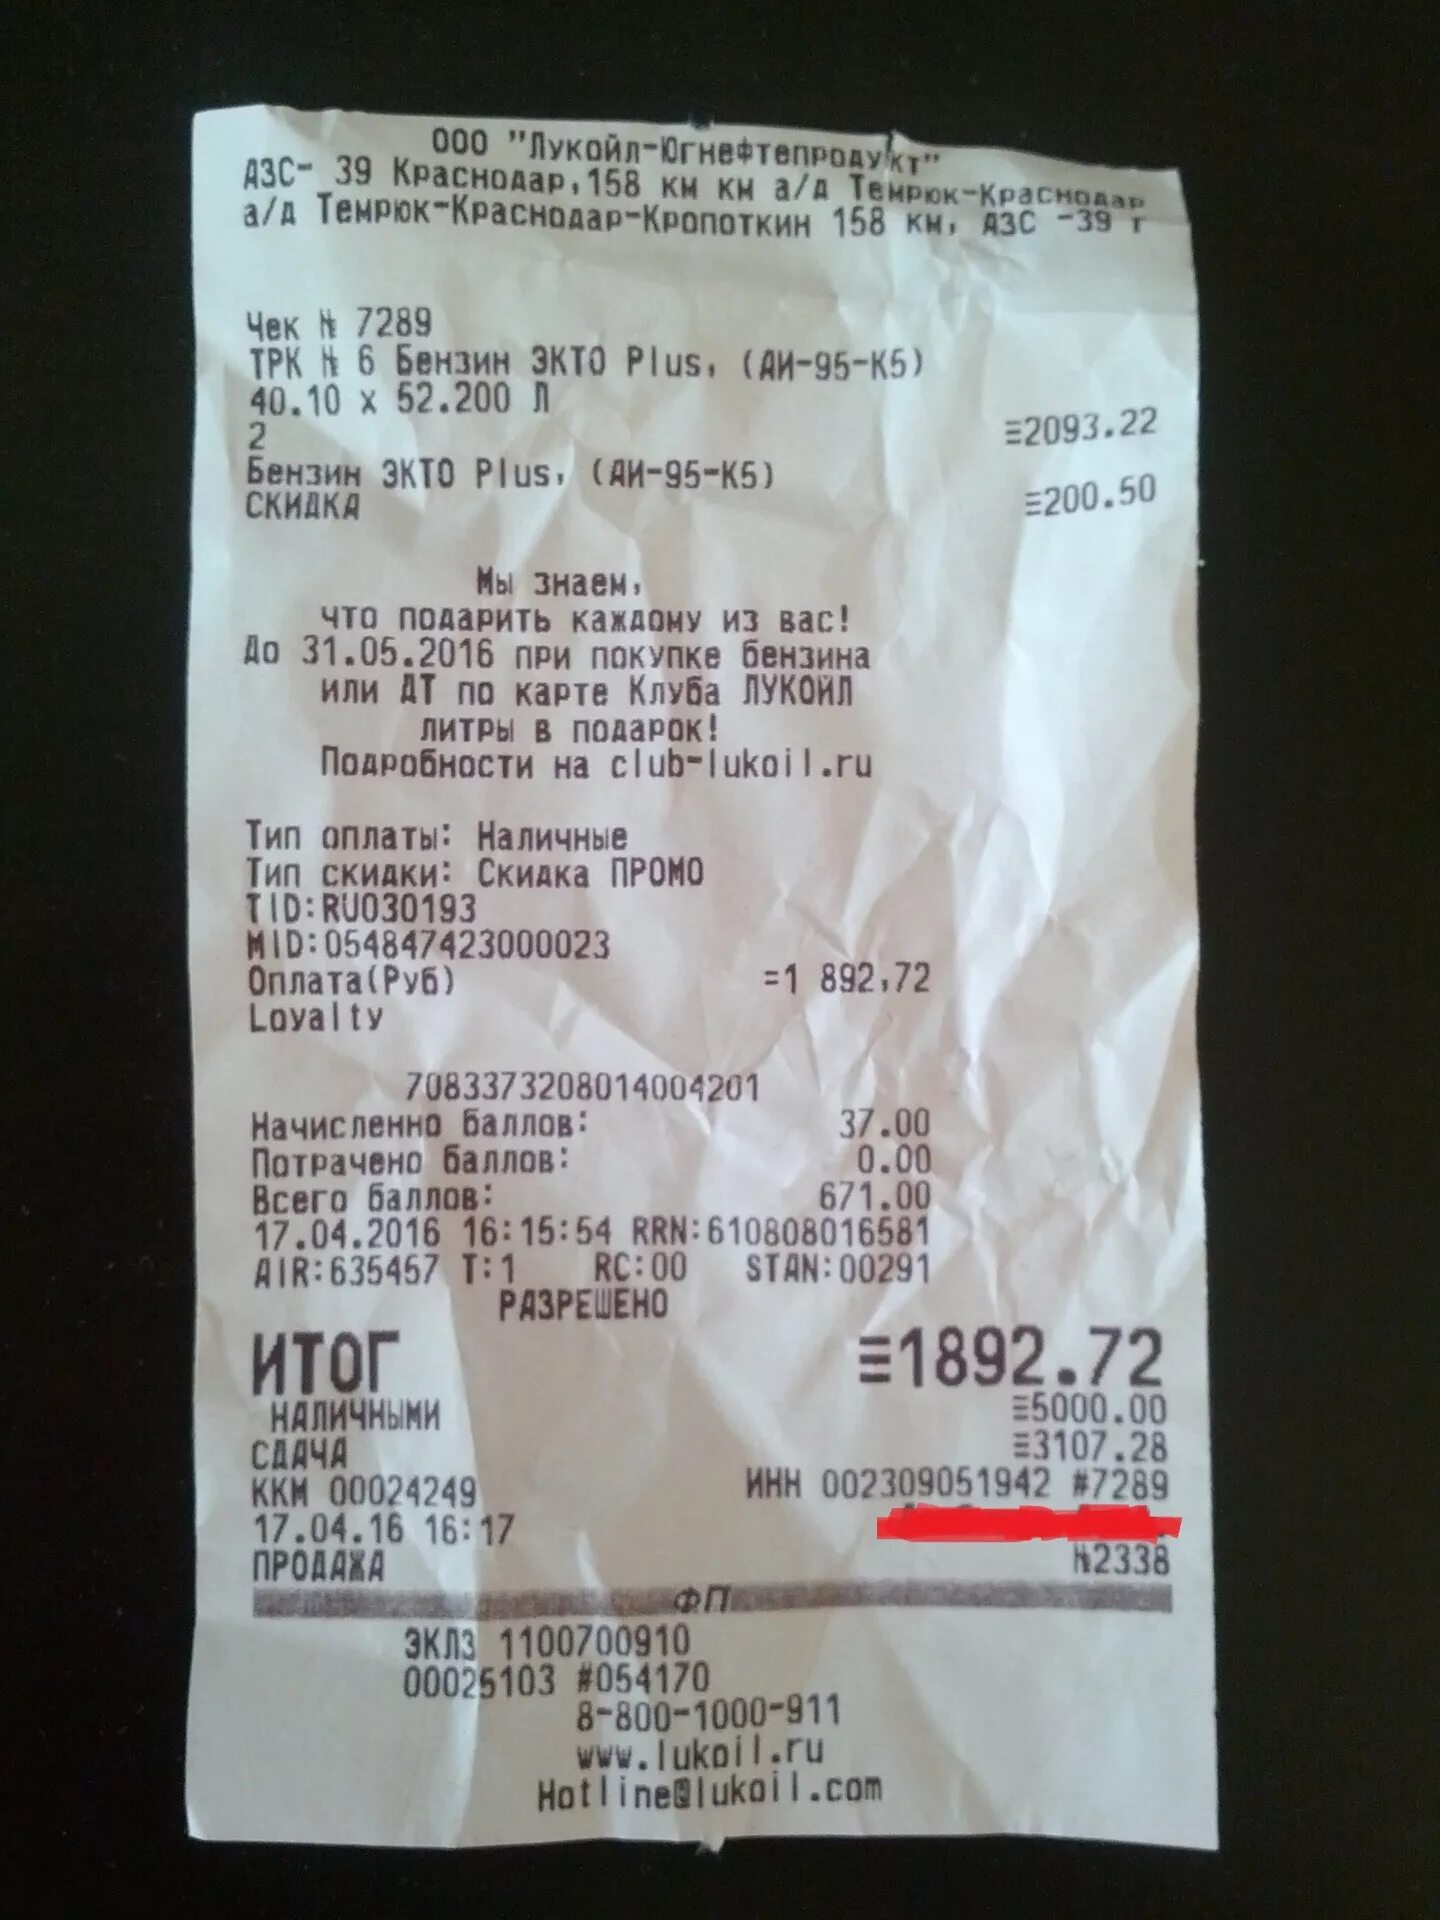 ООО "Лукойл-Югнефтепродукт"
АЗС- 39 Краснодар,158 км км а/д Темрюк-Краснодар
а/д Темрюк-Краснодар-Кропоткин 158 км, АЗС -39 г
Чек № 7289
ТРК № 6 Бензин ЭКТО Plus, (АИ-95-К5)
40.10 x 52.200 Л
2 ≡2093.22
Бензин ЭКТО Plus, (АИ-95-К5)
СКИДКА ≡200.50
Мы знаем,
что подарить каждому из вас!
До 31.05.2016 при покупке бензина
или ДТ по карте Клуба ЛУКОЙЛ
литры в подарок!
Подробности на club-lukoil.ru
Тип оплаты: Наличные
Тип скидки: Скидка ПРОМО
TID:RU030193
MID:054847423000023
Оплата(Руб) =1 892,72
Loyalty
7083373208014004201
Начисленно баллов: 37.00
Потрачено баллов: 0.00
Всего баллов: 671.00
17.04.2016 16:15:54 RRN:610808016581
AIR:635457 T:1 RC:00 STAN:00291
РАЗРЕШЕНО
ИТОГ ≡1892.72
НАЛИЧНЫМИ ≡5000.00
СДАЧА ≡3107.28
ККМ 00024249 ИНН 002309051942 #7289
17.04.16 16:17
ПРОДАЖА №2338
ФП
ЭКЛЗ 1100700910
00025103 #054170
8-800-1000-911
www.lukoil.ru
Hotline@lukoil.com